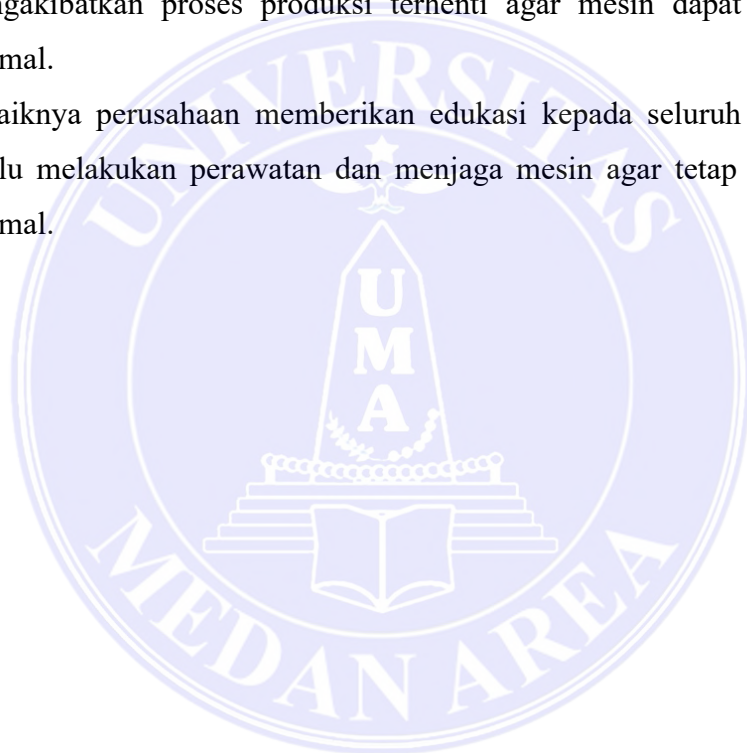 ngakibatkan proses produksi terhenti agar mesin dapat
mal.
aiknya perusahaan memberikan edukasi kepada seluruh
lu melakukan perawatan dan menjaga mesin agar tetap
mal.
UNIVERSITAS
UMA
MEDAN AREA